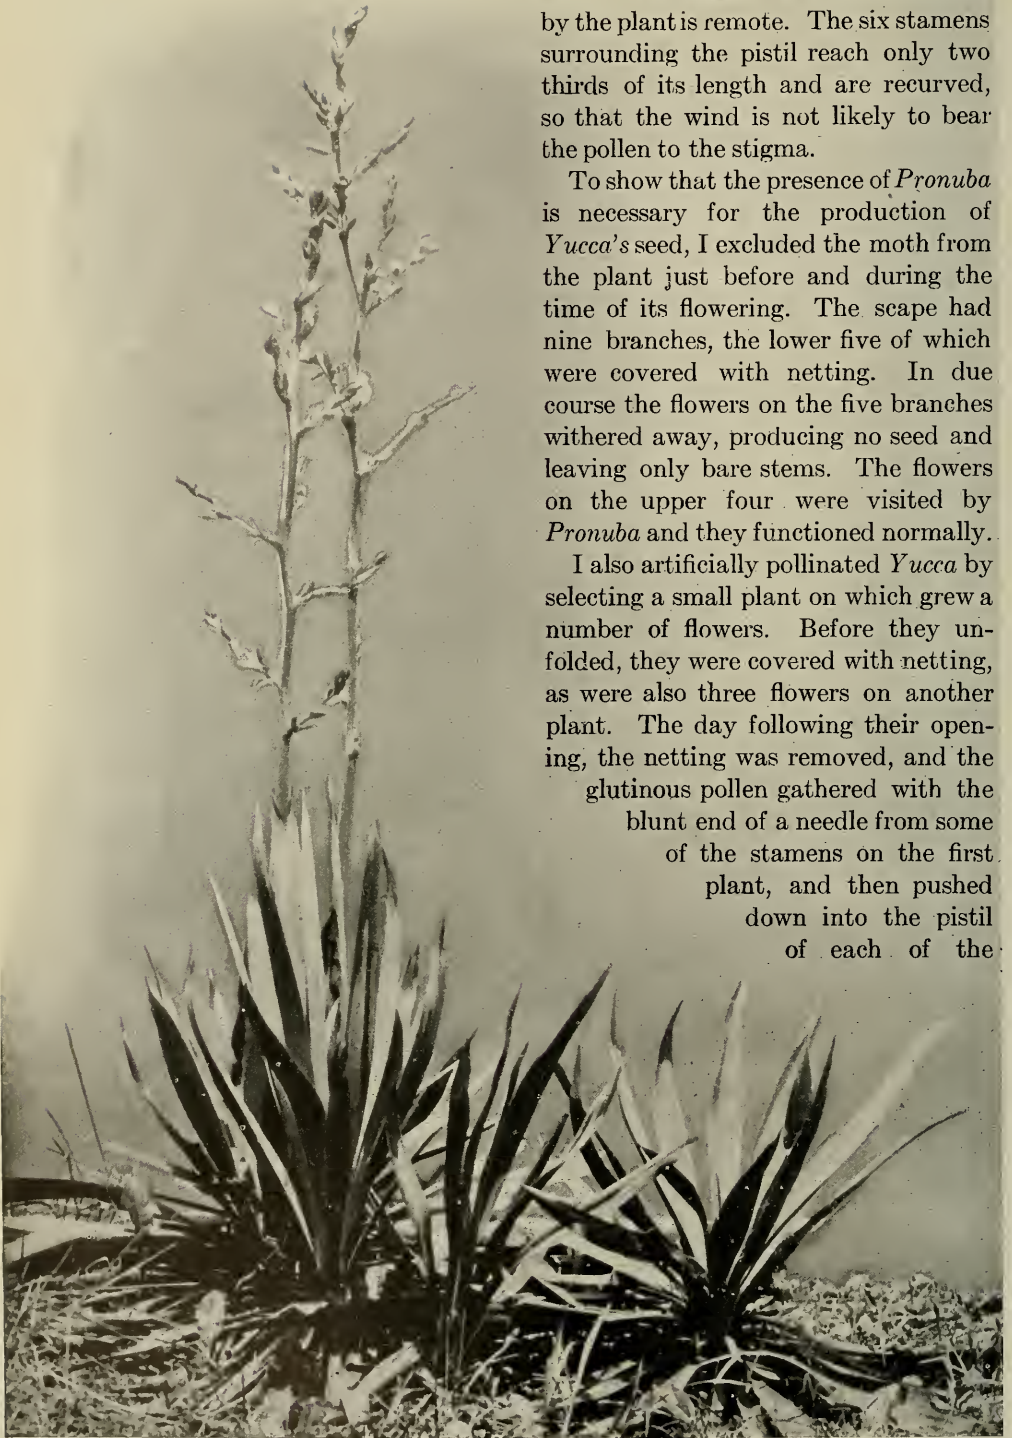 by the plant is remote. The six stamens
surrounding the pistil reach only two
thirds of its length and are recurved,
so that the wind is not likely to bear
the pollen to the stigma.
To show that the presence of Pronuba
is necessary for the production of
Yucca's seed, I excluded the moth from
the plant just before and during the
time of its flowering. The scape had
nine branches, the lower five of which
were covered with netting. In due
course the flowers on the five branches
withered away, producing no seed and
leaving only bare stems. The flowers
on the upper four were visited by
Pronuba and they functioned normally.
I also artificially pollinated Yucca by
selecting a small plant on which grew a
number of flowers. Before they un-
folded, they were covered with netting,
as were also three flowers on another
plant. The day following their open-
ing, the netting was removed, and the
glutinous pollen gathered with the
blunt end of a needle from some
of the stamens on the first
plant, and then pushed
down into the pistil
of each of the